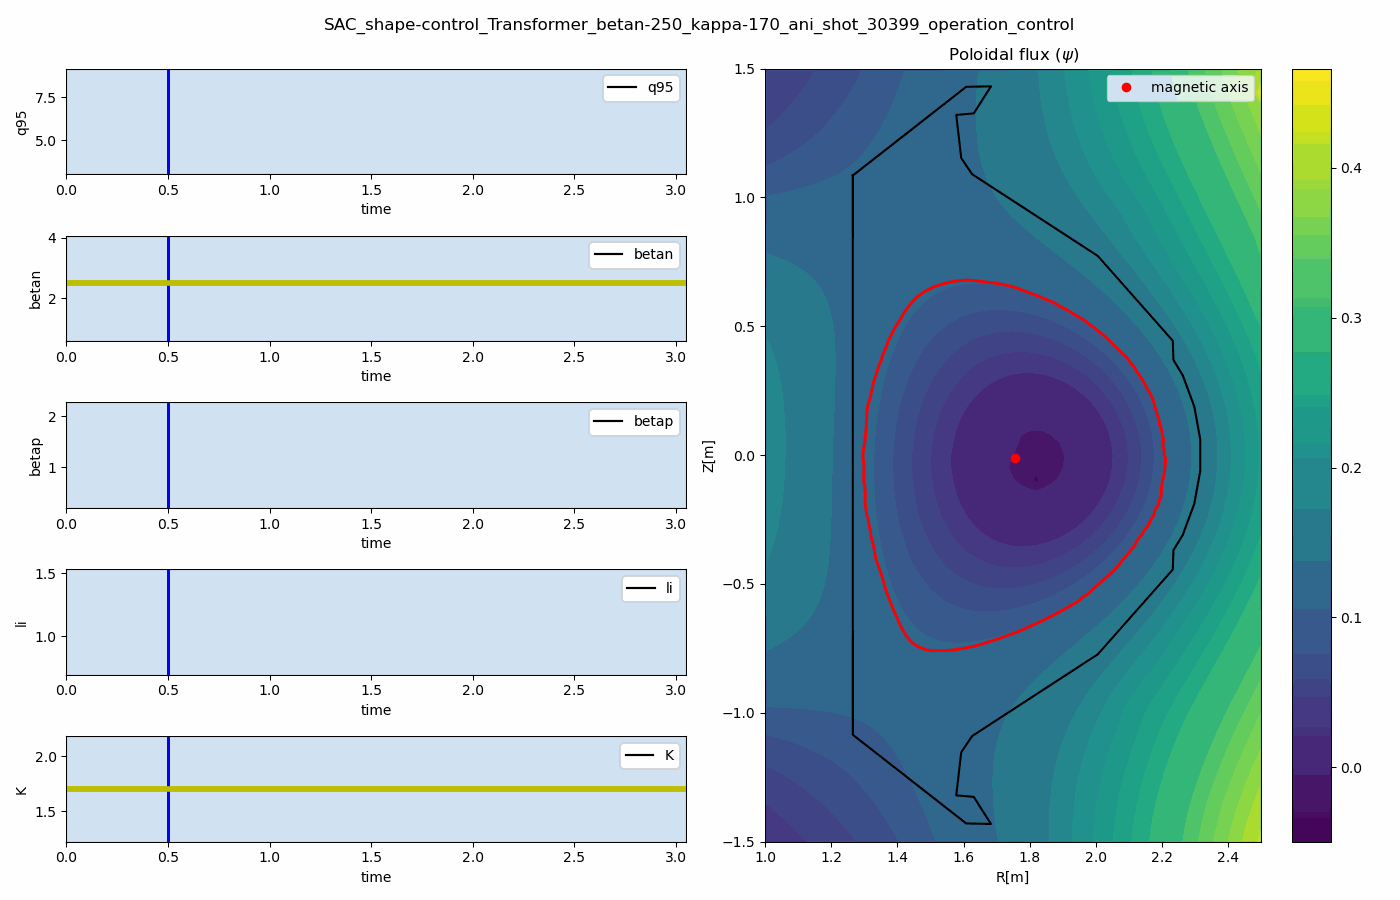 SAC_shape-control_Transformer_betan-250_kappa-170_ani_shot_30399_operation_control
q95
7.5
5.0
q95
0.0 0.5 1.0 1.5 2.0 2.5 3.0
time
betan
4
2
betan
0.0 0.5 1.0 1.5 2.0 2.5 3.0
time
betap
2
1
betap
0.0 0.5 1.0 1.5 2.0 2.5 3.0
time
li
1.5
1.0
li
0.0 0.5 1.0 1.5 2.0 2.5 3.0
time
K
2.0
1.5
K
0.0 0.5 1.0 1.5 2.0 2.5 3.0
time
Poloidal flux (ψ)
magnetic axis
Z[m]
1.5
1.0
0.5
0.0
−0.5
−1.0
−1.5
1.0 1.2 1.4 1.6 1.8 2.0 2.2 2.4
R[m]
0.4
0.3
0.2
0.1
0.0